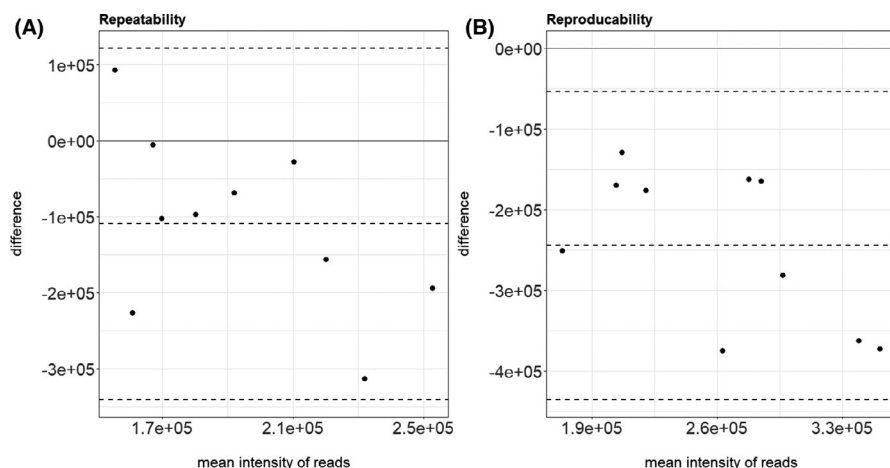 (A)
Repeatability
1e+05
0e+00
-1e+05
-2e+05
-3e+05
difference
1.7e+05 2.1e+05 2.5e+05
mean intensity of reads
(B)
Reproducability
0e+00
-1e+05
-2e+05
-3e+05
-4e+05
difference
1.9e+05 2.6e+05 3.3e+05
mean intensity of reads